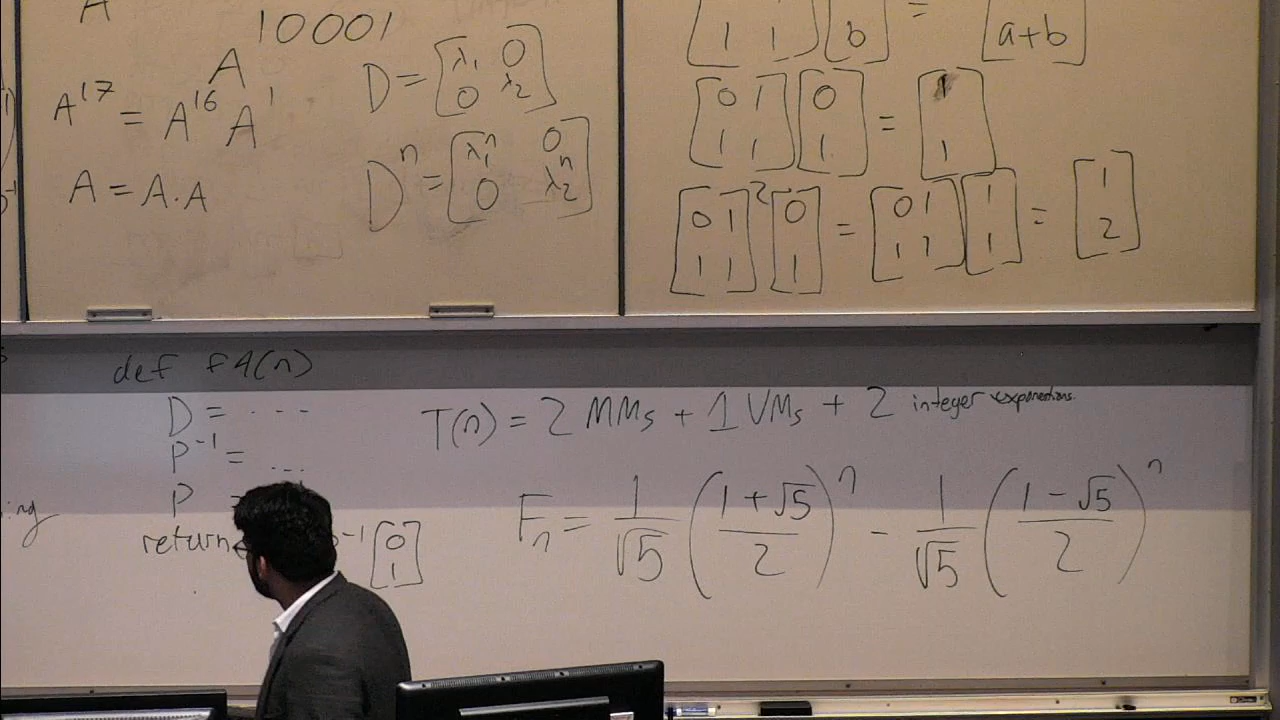 A
10001
A
A^17 = A^16 A^1
A = A.A
D = [λ1 0; 0 λ2]
D^n = [λ1^n 0; 0 λ2^n]
[1 1] [b] = [a+b]
[0 1; 1 1] [0; 1] = [1; 1]
[0 1; 1 1]^2 [0; 1] = [0 1; 1 1] [1; 1] = [1; 2]
def f4(n)
D = ...
P^-1 = ...
P =
return
-1 [0; 1]
T(n) = 2 MMs + 1 VMs + 2 integer
F_n = 1/√5 ((1+√5)/2)^n - 1/√5 ((1-√5)/2)^n